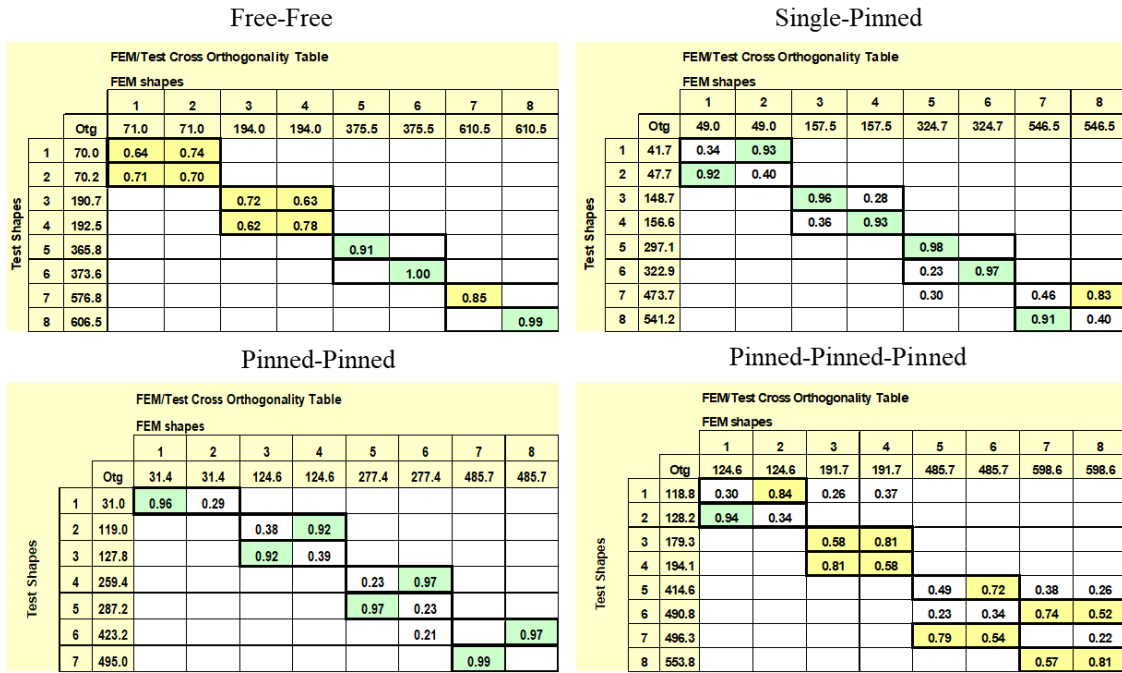 Free-Free
FEM/Test Cross Orthogonality Table
FEM shapes
1 2 3 4 5 6 7 8
Otg 71.0 71.0 194.0 194.0 375.5 375.5 610.5 610.5
Test Shapes
1 70.0 0.64 0.74
2 70.2 0.71 0.70
3 190.7 0.72 0.63
4 192.5 0.62 0.78
5 365.8 0.91
6 373.6 1.00
7 576.8 0.85
8 606.5 0.99
Single-Pinned
FEM/Test Cross Orthogonality Table
FEM shapes
1 2 3 4 5 6 7 8
Otg 49.0 49.0 157.5 157.5 324.7 324.7 546.5 546.5
Test Shapes
1 41.7 0.34 0.93
2 47.7 0.92 0.40
3 148.7 0.96 0.28
4 156.6 0.36 0.93
5 297.1 0.98
6 322.9 0.23 0.97
7 473.7 0.30 0.46 0.83
8 541.2 0.91 0.40
Pinned-Pinned
FEM/Test Cross Orthogonality Table
FEM shapes
1 2 3 4 5 6 7 8
Otg 31.4 31.4 124.6 124.6 277.4 277.4 485.7 485.7
Test Shapes
1 31.0 0.96 0.29
2 119.0 0.38 0.92
3 127.8 0.92 0.39
4 259.4 0.23 0.97
5 287.2 0.97 0.23
6 423.2 0.21 0.97
7 495.0 0.99
Pinned-Pinned-Pinned
FEM/Test Cross Orthogonality Table
FEM shapes
1 2 3 4 5 6 7 8
Otg 124.6 124.6 191.7 191.7 485.7 485.7 598.6 598.6
Test Shapes
1 118.8 0.30 0.84 0.26 0.37
2 128.2 0.94 0.34
3 179.3 0.58 0.81
4 194.1 0.81 0.58
5 414.6 0.49 0.72 0.38 0.26
6 490.8 0.23 0.34 0.74 0.52
7 496.3 0.79 0.54 0.22
8 553.8 0.57 0.81